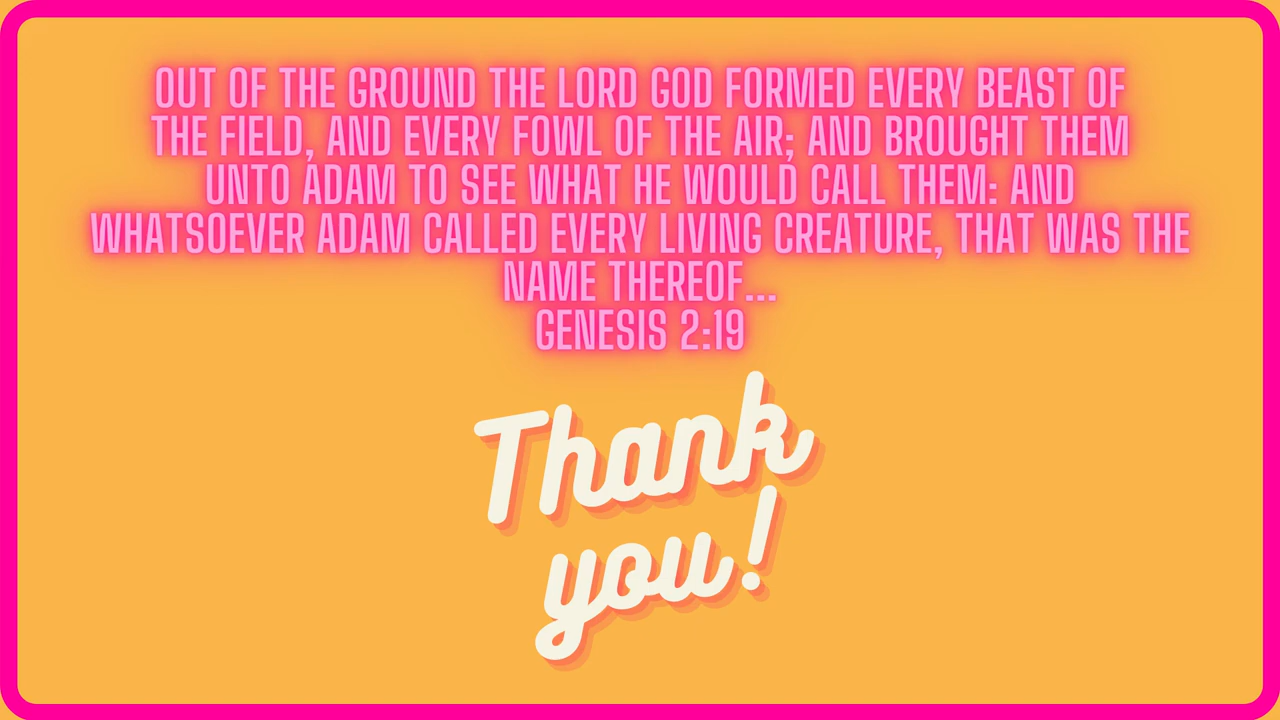 OUT OF THE GROUND THE LORD GOD FORMED EVERY BEAST OF
THE FIELD, AND EVERY FOWL OF THE AIR; AND BROUGHT THEM
UNTO ADAM TO SEE WHAT HE WOULD CALL THEM: AND
WHATSOEVER ADAM CALLED EVERY LIVING CREATURE, THAT WAS THE
NAME THEREOF...
GENESIS 2:19
Thank
you!